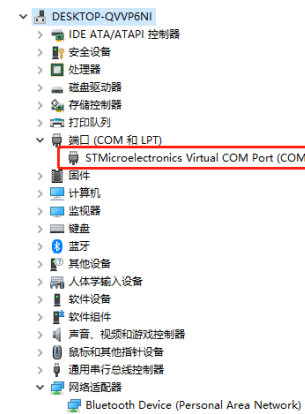 DESKTOP-QVVP6NI
IDE ATA/ATAPI 控制器
安全设备
处理器
磁盘驱动器
存储控制器
打印队列
端口 (COM 和 LPT)
STMicroelectronics Virtual COM Port (COM
固件
计算机
监视器
键盘
蓝牙
其他设备
人体学输入设备
软件设备
软件组件
声音、视频和游戏控制器
鼠标和其他指针设备
通用串行总线控制器
网络适配器
Bluetooth Device (Personal Area Network)